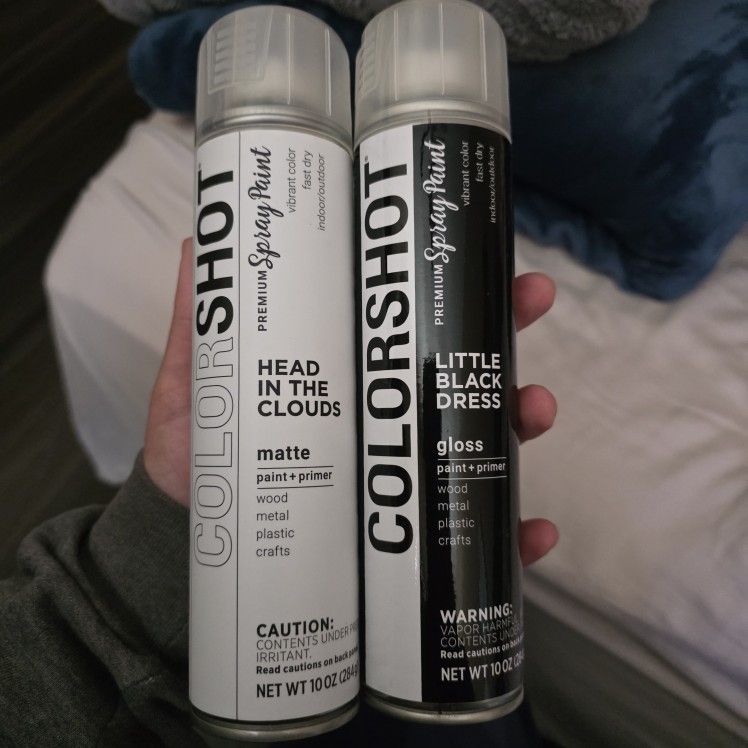 COLORSHOT
PREMIUM Spray Paint
vibrant color
fast dry
indoor/outdoor
HEAD
IN THE
CLOUDS
matte
paint + primer
wood
metal
plastic
crafts
CAUTION:
CONTENTS UNDER
IRRITANT.
Read cautions on back
NET WT 10 OZ (284g)
COLORSHOT
PREMIUM Spray Paint
vibrant color
fast dry
indoor/outdoor
LITTLE
BLACK
DRESS
gloss
paint + primer
wood
metal
plastic
crafts
WARNING:
VAPOR
CONTENTS
Read cautions on back
NET WT 10 OZ (284g)